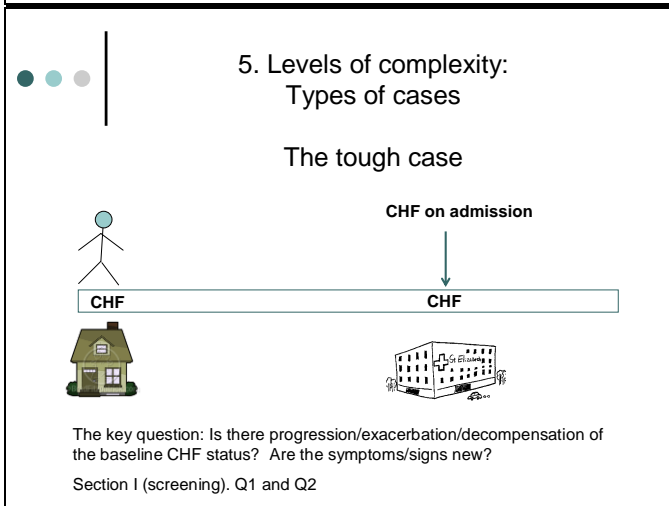 5. Levels of complexity:
Types of cases
The tough case
CHF on admission
CHF
CHF
St Elizabeth
The key question: Is there progression/exacerbation/decompensation of
the baseline CHF status?  Are the symptoms/signs new?
Section I (screening). Q1 and Q2